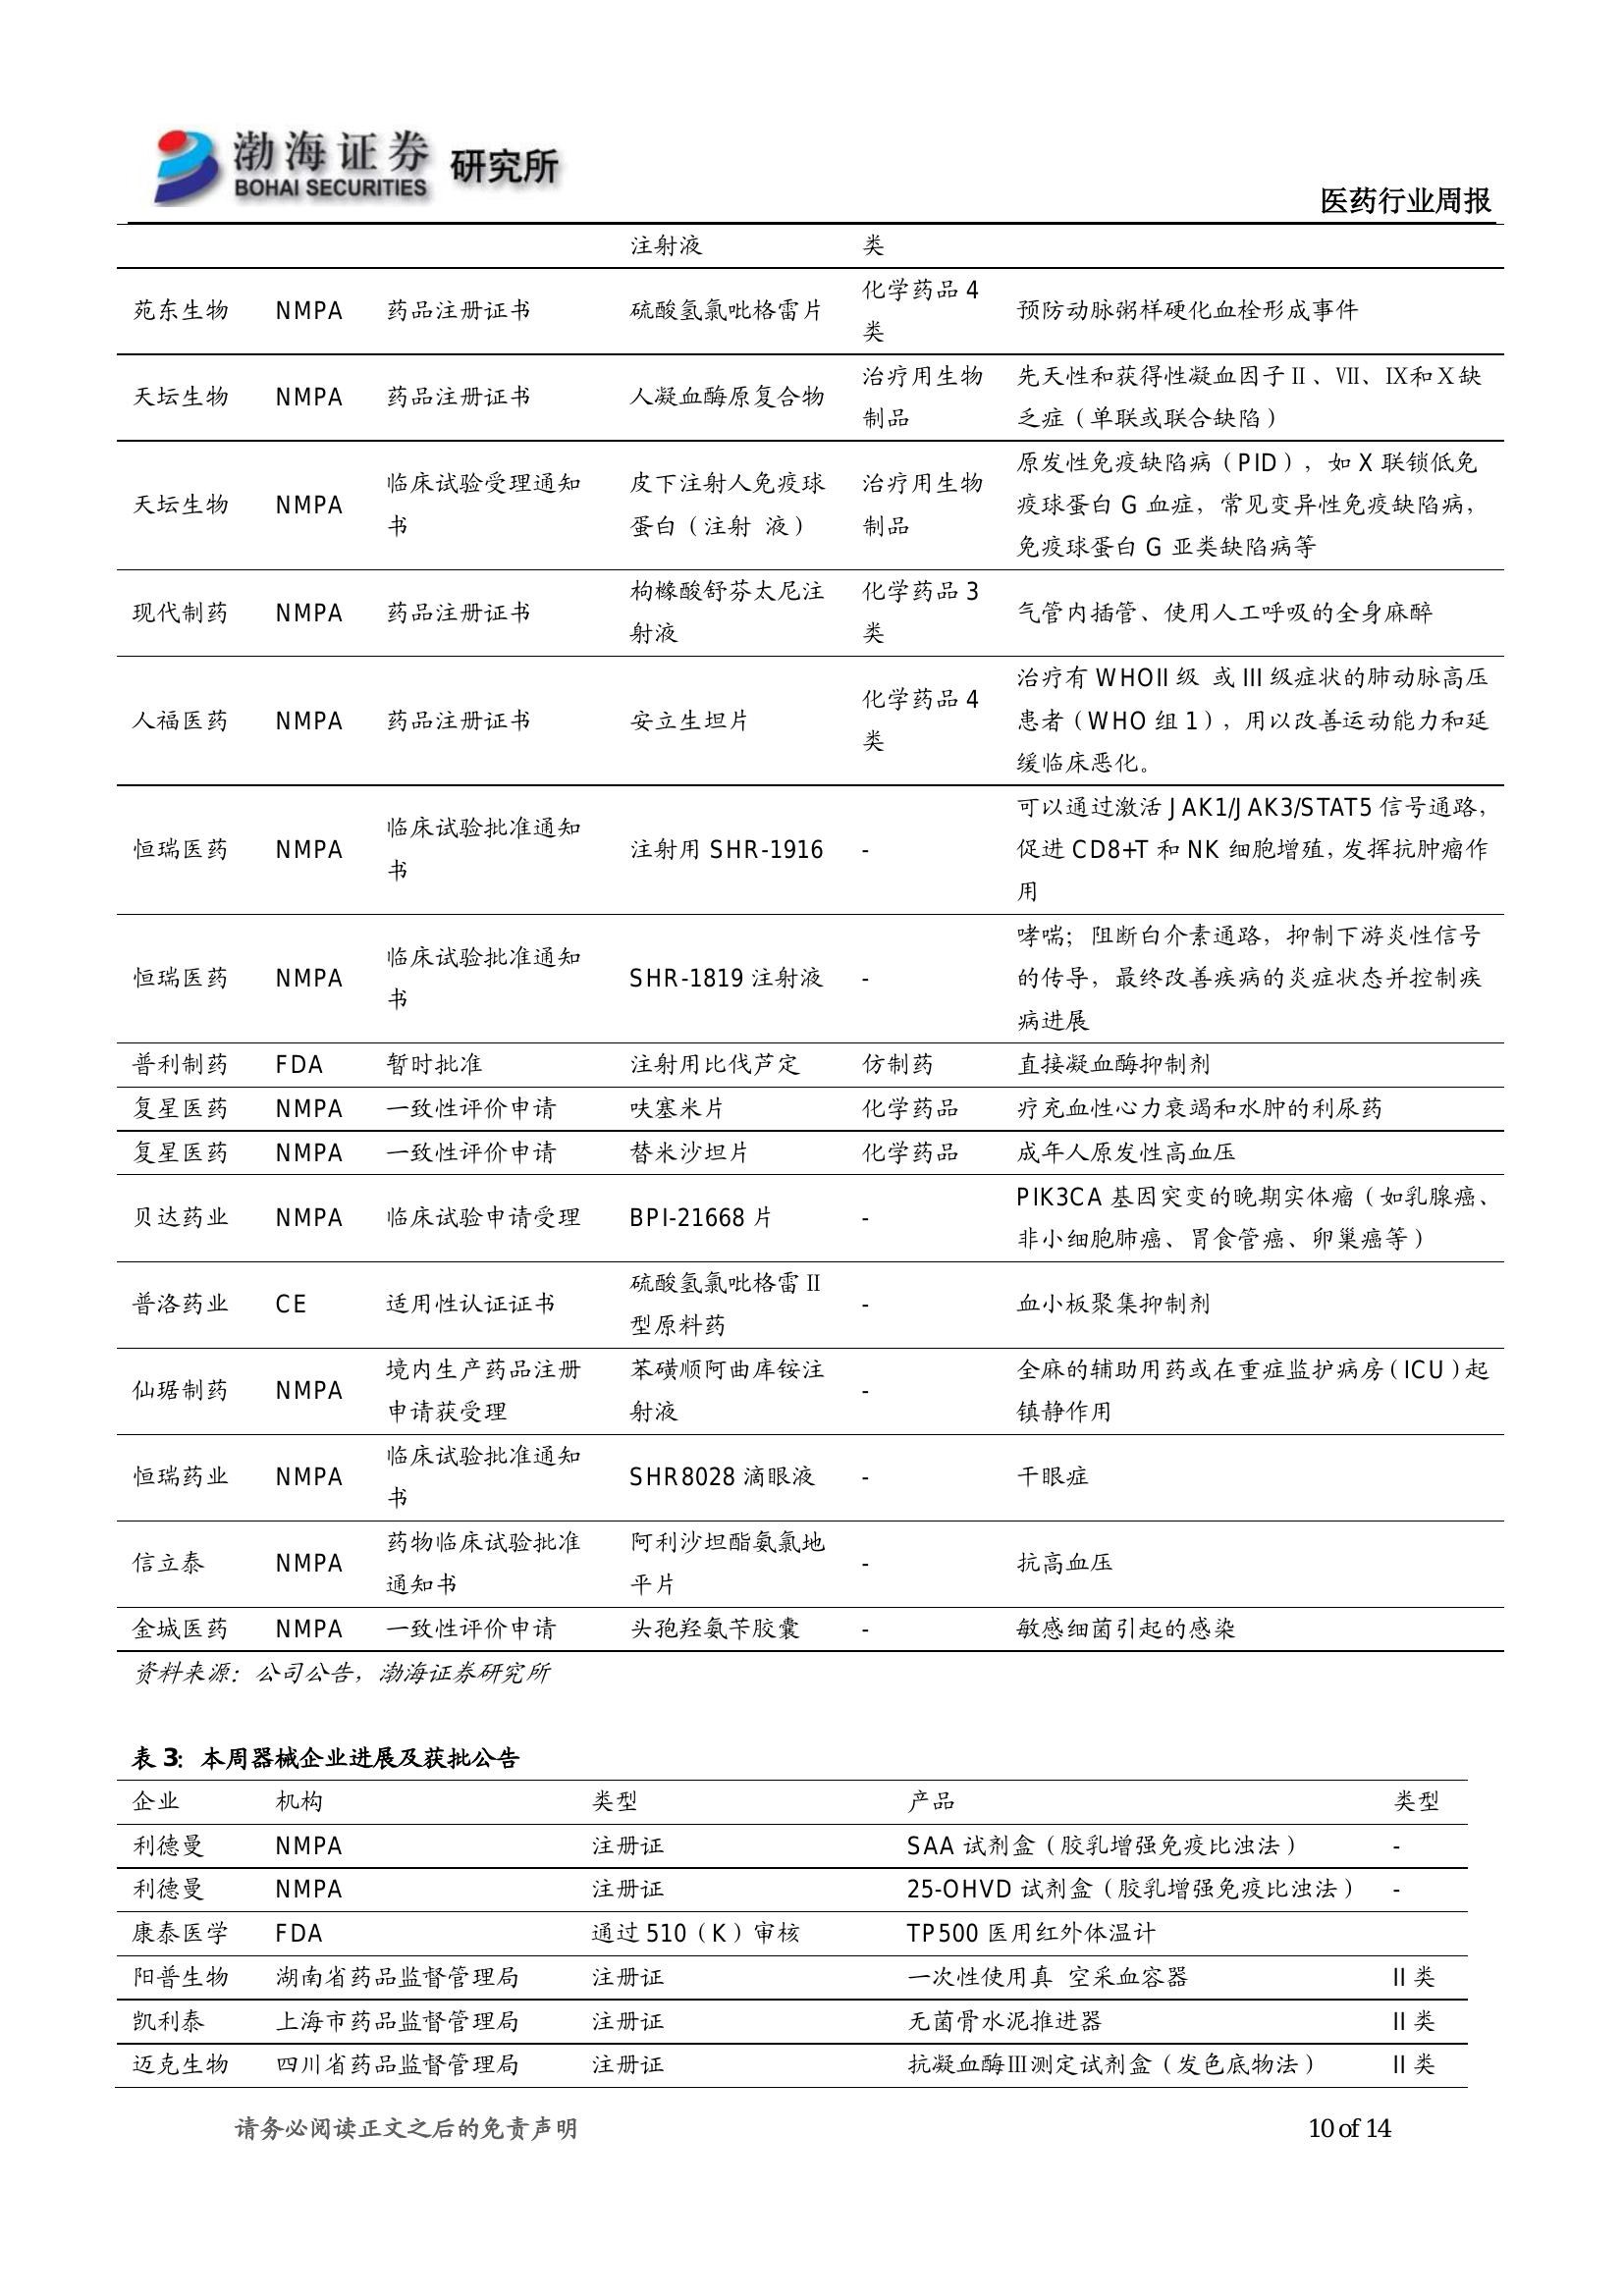 渤海证券 研究所
BOHAI SECURITIES
医药行业周报
注射液 类
苑东生物 NMPA 药品注册证书 硫酸氢氯吡格雷片 化学药品 4 类 预防动脉粥样硬化血栓形成事件
天坛生物 NMPA 药品注册证书 人凝血酶原复合物 治疗用生物制品 先天性和获得性凝血因子Ⅱ、Ⅶ、Ⅸ和Ⅹ缺
乏症（单联或联合缺陷）
天坛生物 NMPA 临床试验受理通知书 皮下注射人免疫球蛋白（注射 液） 治疗用生物制品 原发性免疫缺陷病（PID），如 X 联锁低免
疫球蛋白 G 血症，常见变异性免疫缺陷病，
免疫球蛋白 G 亚类缺陷病等
现代制药 NMPA 药品注册证书 枸橼酸舒芬太尼注射液 化学药品 3 类 气管内插管、使用人工呼吸的全身麻醉
人福医药 NMPA 药品注册证书 安立生坦片 化学药品 4 类 治疗有 WHOII 级 或 III 级症状的肺动脉高压
患者（WHO 组 1），用以改善运动能力和延
缓临床恶化。
恒瑞医药 NMPA 临床试验批准通知书 注射用 SHR-1916 - 可以通过激活 JAK1/JAK3/STAT5 信号通路，
促进 CD8+T 和 NK 细胞增殖，发挥抗肿瘤作
用
恒瑞医药 NMPA 临床试验批准通知书 SHR-1819 注射液 - 哮喘；阻断白介素通路，抑制下游炎性信号
的传导，最终改善疾病的炎症状态并控制疾
病进展
普利制药 FDA 暂时批准 注射用比伐芦定 仿制药 直接凝血酶抑制剂
复星医药 NMPA 一致性评价申请 呋塞米片 化学药品 疗充血性心力衰竭和水肿的利尿药
复星医药 NMPA 一致性评价申请 替米沙坦片 化学药品 成年人原发性高血压
贝达药业 NMPA 临床试验申请受理 BPI-21668 片 - PIK3CA 基因突变的晚期实体瘤（如乳腺癌、
非小细胞肺癌、胃食管癌、卵巢癌等）
普洛药业 CE 适用性认证证书 硫酸氢氯吡格雷Ⅱ型原料药 - 血小板聚集抑制剂
仙琚制药 NMPA 境内生产药品注册申请获受理 苯磺顺阿曲库铵注射液 - 全麻的辅助用药或在重症监护病房（ICU）起
镇静作用
恒瑞药业 NMPA 临床试验批准通知书 SHR8028 滴眼液 - 干眼症
信立泰 NMPA 药物临床试验批准通知书 阿利沙坦酯氨氯地平片 - 抗高血压
金城医药 NMPA 一致性评价申请 头孢羟氨苄胶囊 - 敏感细菌引起的感染
资料来源：公司公告，渤海证券研究所
表 3：本周器械企业进展及获批公告
企业 机构 类型 产品 类型
利德曼 NMPA 注册证 SAA 试剂盒（胶乳增强免疫比浊法） -
利德曼 NMPA 注册证 25-OHVD 试剂盒（胶乳增强免疫比浊法） -
康泰医学 FDA 通过 510（K）审核 TP500 医用红外体温计
阳普生物 湖南省药品监督管理局 注册证 一次性使用真 空采血容器 II 类
凯利泰 上海市药品监督管理局 注册证 无菌骨水泥推进器 II 类
迈克生物 四川省药品监督管理局 注册证 抗凝血酶Ⅲ测定试剂盒（发色底物法） II 类
请务必阅读正文之后的免责声明 10 of 14